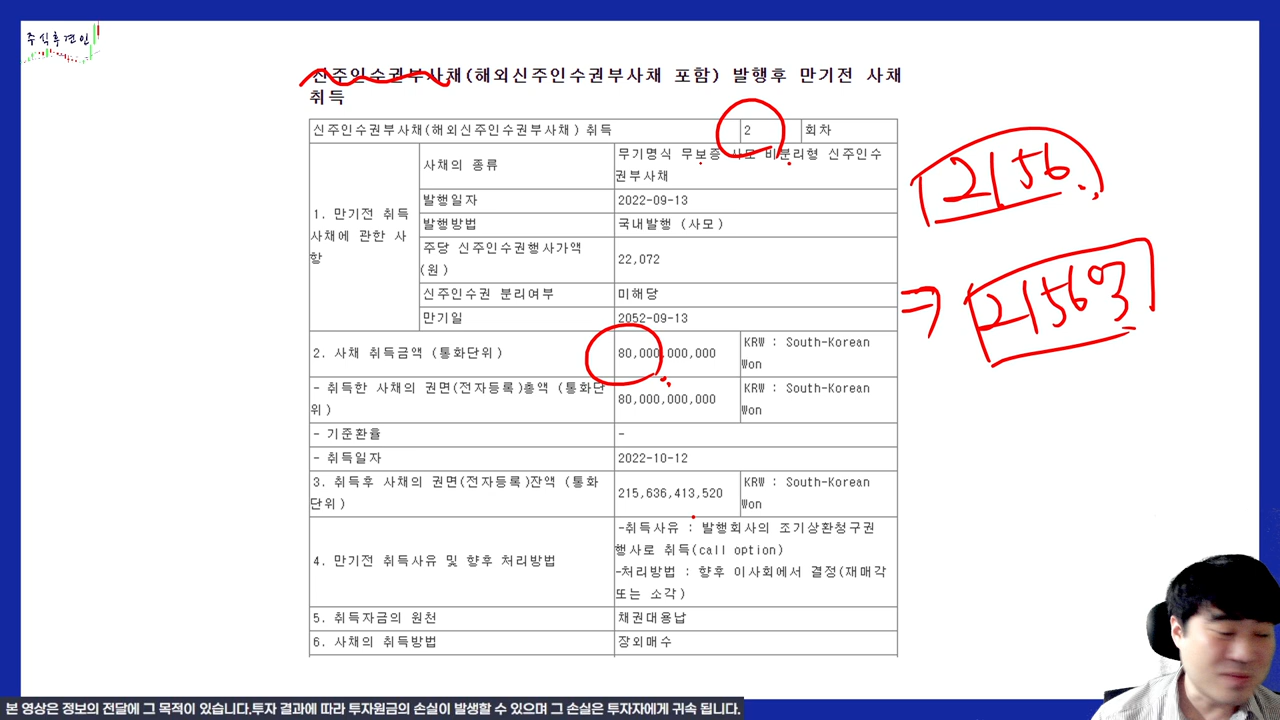 주식후견인
신주인수권부사채(해외신주인수권부사채 포함) 발행후 만기전 사채
취득
신주인수권부사채(해외신주인수권부사채) 취득 2 회차
1. 만기전 취득
사채에 관한 사
항
사채의 종류
무기명식 무보증 사모 비분리형 신주인수
권부사채
발행일자 2022-09-13
발행방법 국내발행 (사모)
주당 신주인수권행사가액
(원)
22,072
신주인수권 분리여부 미해당
만기일 2052-09-13
2. 사채 취득금액 (통화단위) 80,000,000,000
KRW : South-Korean
Won
- 취득한 사채의 권면(전자등록)총액 (통화단
위)
80,000,000,000
KRW : South-Korean
Won
- 기준환율 -
- 취득일자 2022-10-12
3. 취득후 사채의 권면(전자등록)잔액 (통화
단위)
215,636,413,520
KRW : South-Korean
Won
4. 만기전 취득사유 및 향후 처리방법
-취득사유 : 발행회사의 조기상환청구권
행사로 취득(call option)
-처리방법 : 향후 이사회에서 결정(재매각
또는 소각)
5. 취득자금의 원천 채권대용납
6. 사채의 취득방법 장외매수
2156
⇒ 2156억
본 영상은 정보의 전달에 그 목적이 있습니다.투자 결과에 따라 투자원금의 손실이 발생할 수 있으며 그 손실은 투자자에게 귀속 됩니다.